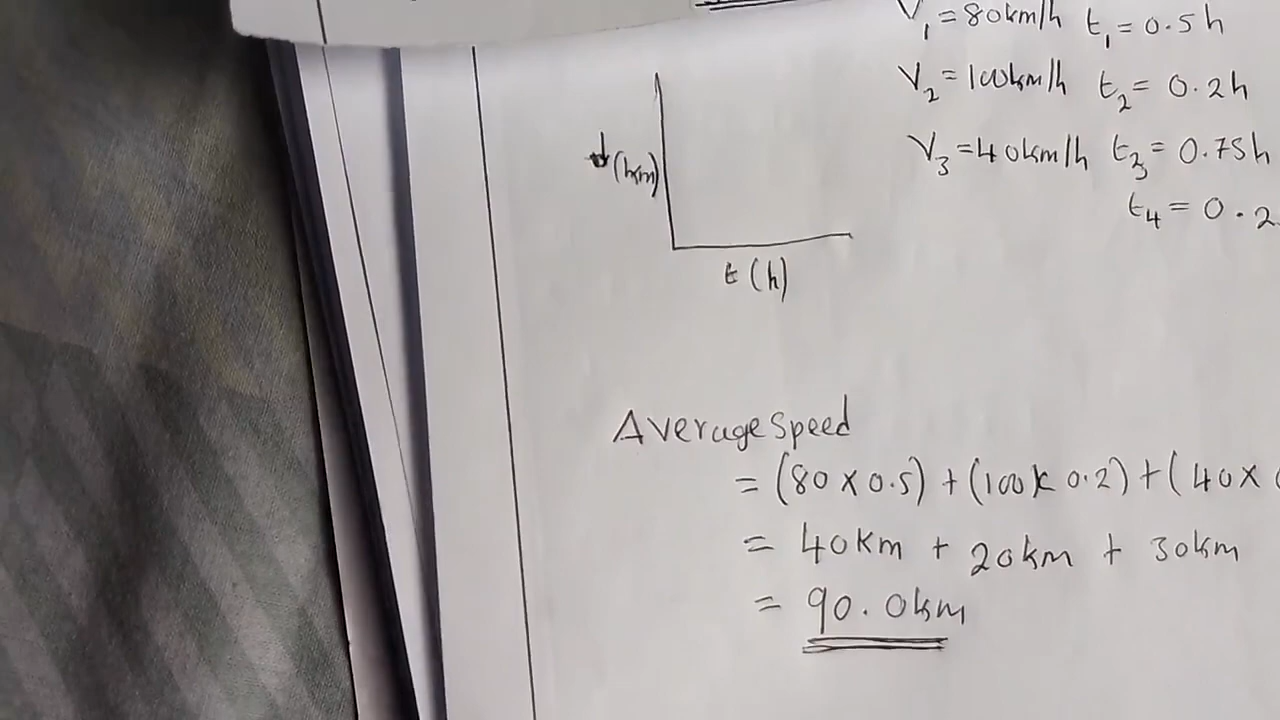 V₁ = 80km/h t₁ = 0.5h
V₂ = 100km/h t₂ = 0.2h
V₃ = 40km/h t₃ = 0.75h
t₄ = 0.2
d (km)
t (h)
Average Speed
= (80 × 0.5) + (100 × 0.2) + (40 ×
= 40km + 20km + 30km
= 90.0km